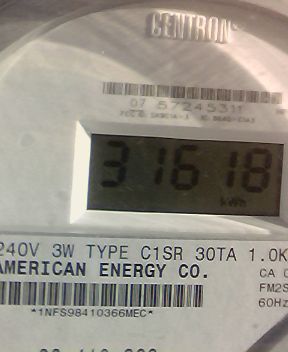 CENTRON
07 57245311
31618
kWh
240V 3W TYPE C1SR 30TA 1.0K
AMERICAN ENERGY CO.
CA
FM2S
60Hz
*1NFS98410366MEC*